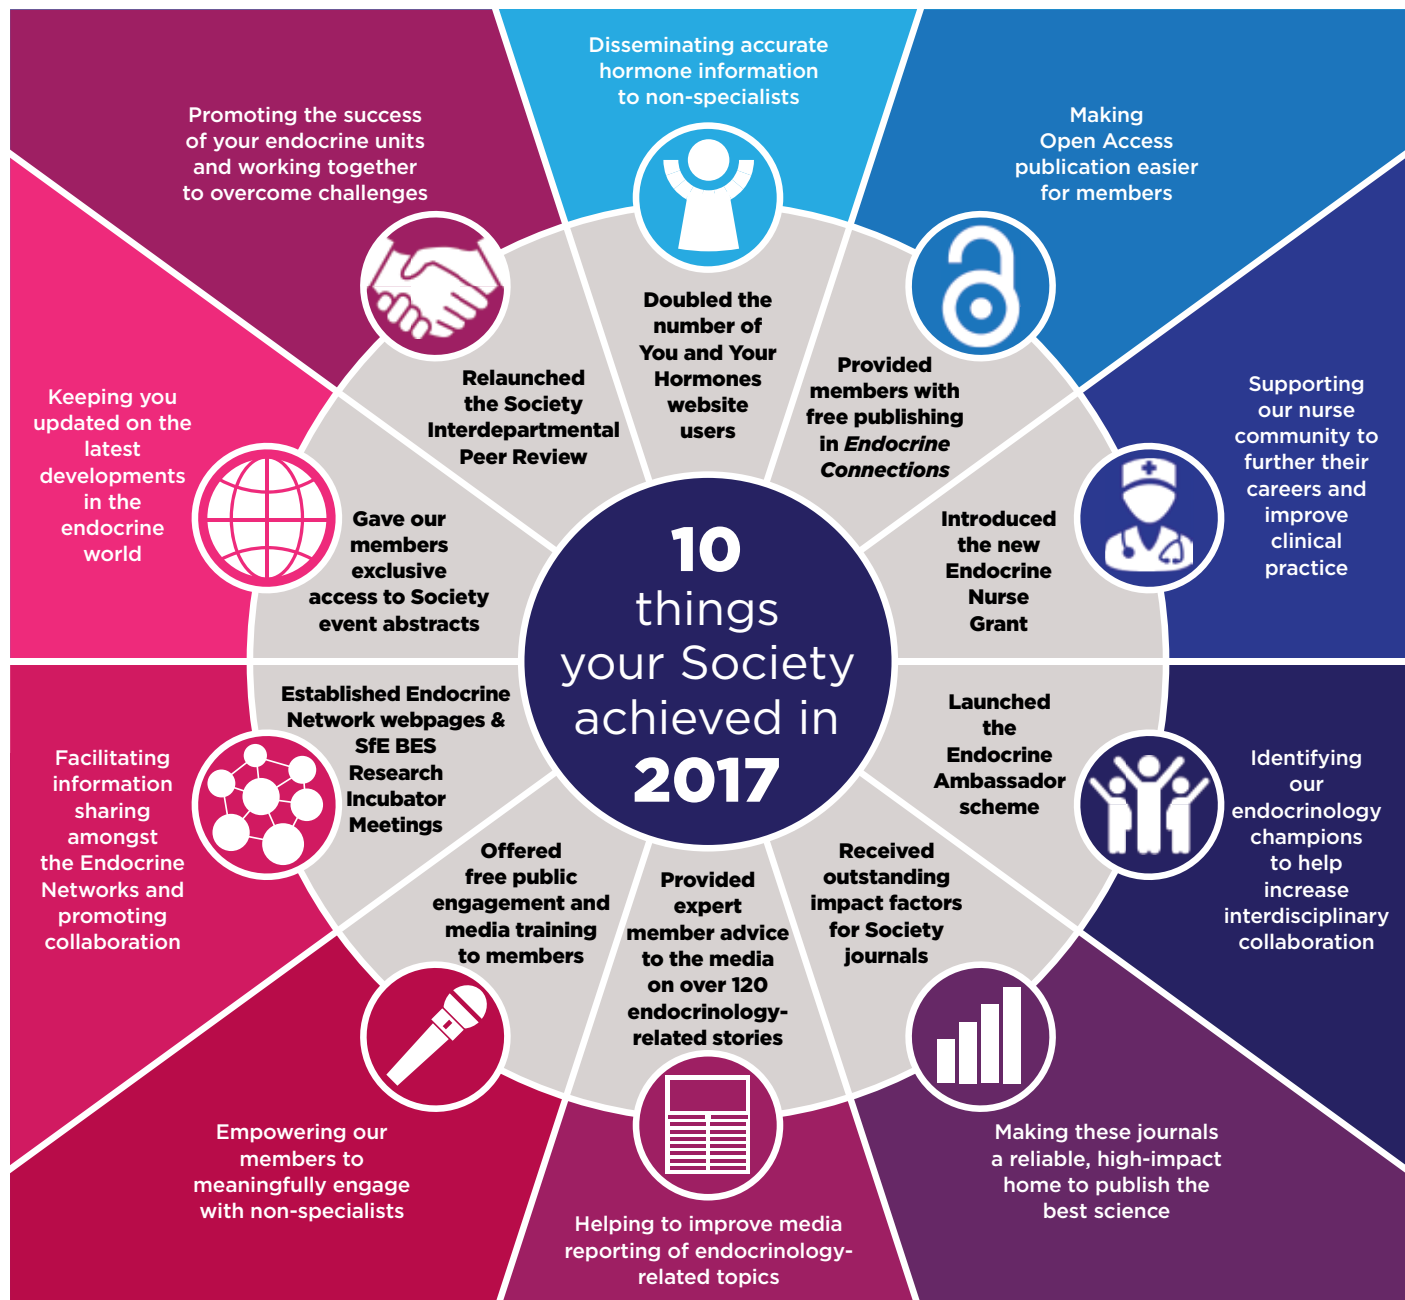 10
things
your Society
achieved in
2017
Disseminating accurate
hormone information
to non-specialists
Doubled the
number of
You and Your
Hormones
website
users
Making
Open Access
publication easier
for members
Provided
members with
free publishing
in Endocrine
Connections
Supporting
our nurse
community to
further their
careers and
improve
clinical
practice
Introduced
the new
Endocrine
Nurse
Grant
Identifying
our
endocrinology
champions
to help
increase
interdisciplinary
collaboration
Launched
the
Endocrine
Ambassador
scheme
Making these journals
a reliable, high-impact
home to publish the
best science
Received
outstanding
impact factors
for Society
journals
Helping to improve media
reporting of endocrinology-
related topics
Provided
expert
member advice
to the media
on over 120
endocrinology-
related stories
Empowering our
members to
meaningfully engage
with non-specialists
Offered
free public
engagement and
media training
to members
Facilitating
information
sharing
amongst
the Endocrine
Networks and
promoting
collaboration
Established Endocrine
Network webpages &
SfE BES
Research
Incubator
Meetings
Keeping you
updated on the
latest
developments
in the
endocrine
world
Gave our
members
exclusive
access to Society
event abstracts
Promoting the success
of your endocrine units
and working together
to overcome challenges
Relaunched
the Society
Interdepartmental
Peer Review